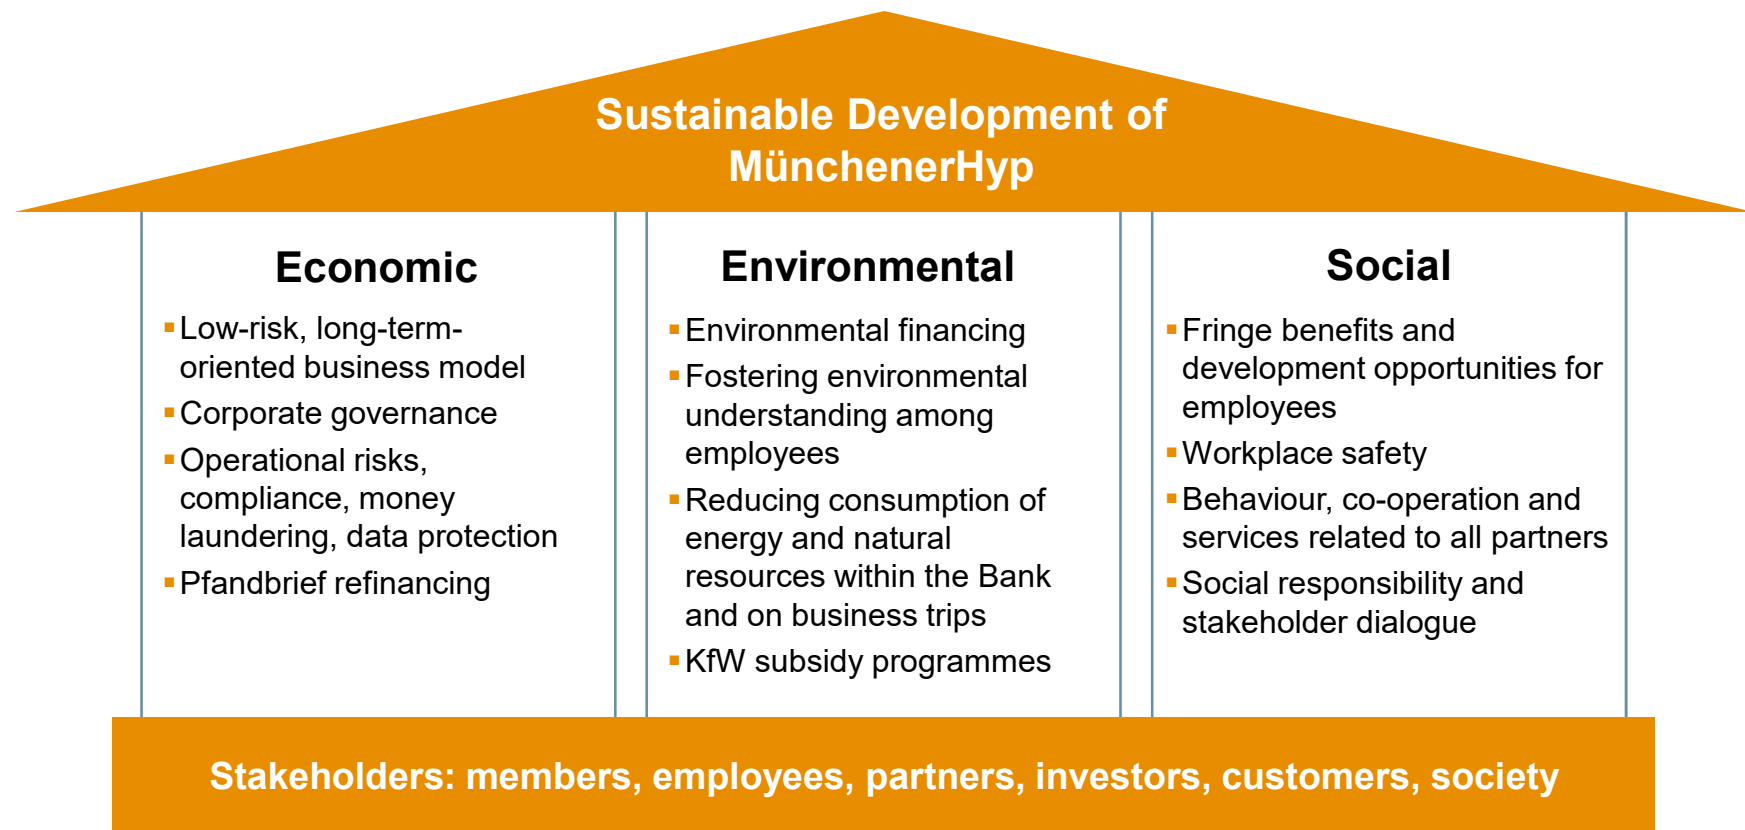 Sustainable Development of
MünchenerHyp
Economic
▪Low-risk, long-term-
oriented business model
▪Corporate governance
▪Operational risks,
compliance, money
laundering, data protection
▪Pfandbrief refinancing
Environmental
▪Environmental financing
▪Fostering environmental
understanding among
employees
▪Reducing consumption of
energy and natural
resources within the Bank
and on business trips
▪KfW subsidy programmes
Social
▪Fringe benefits and
development opportunities for
employees
▪Workplace safety
▪Behaviour, co-operation and
services related to all partners
▪Social responsibility and
stakeholder dialogue
Stakeholders: members, employees, partners, investors, customers, society